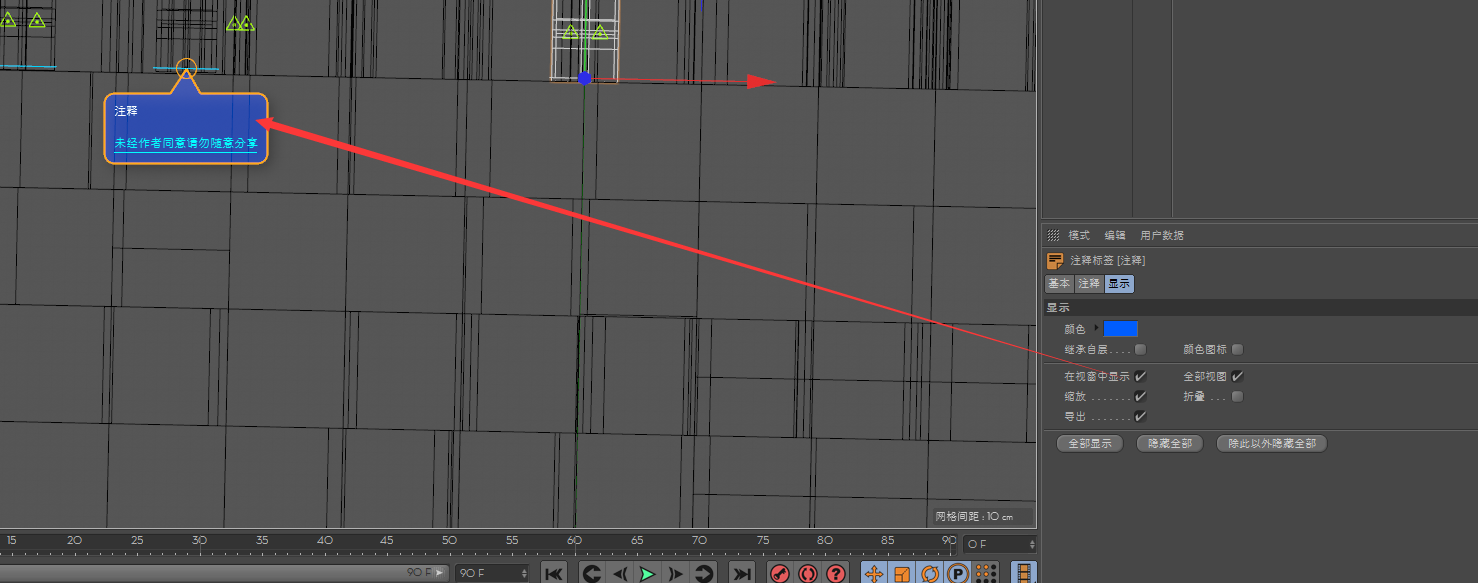 注释
未经作者同意请勿随意分享
模式 编辑 用户数据
注释标签 [注释]
基本 注释 显示
显示
颜色
继承自层.... 颜色图标
在视窗中显示 全部视图
缩放....... 折叠...
导出.......
全部显示 隐藏全部 除此以外隐藏全部
网格间距 : 10 cm
15 20 25 30 35 40 45 50 55 60 65 70 75 80 85 90 0 F
90 F 90 F P